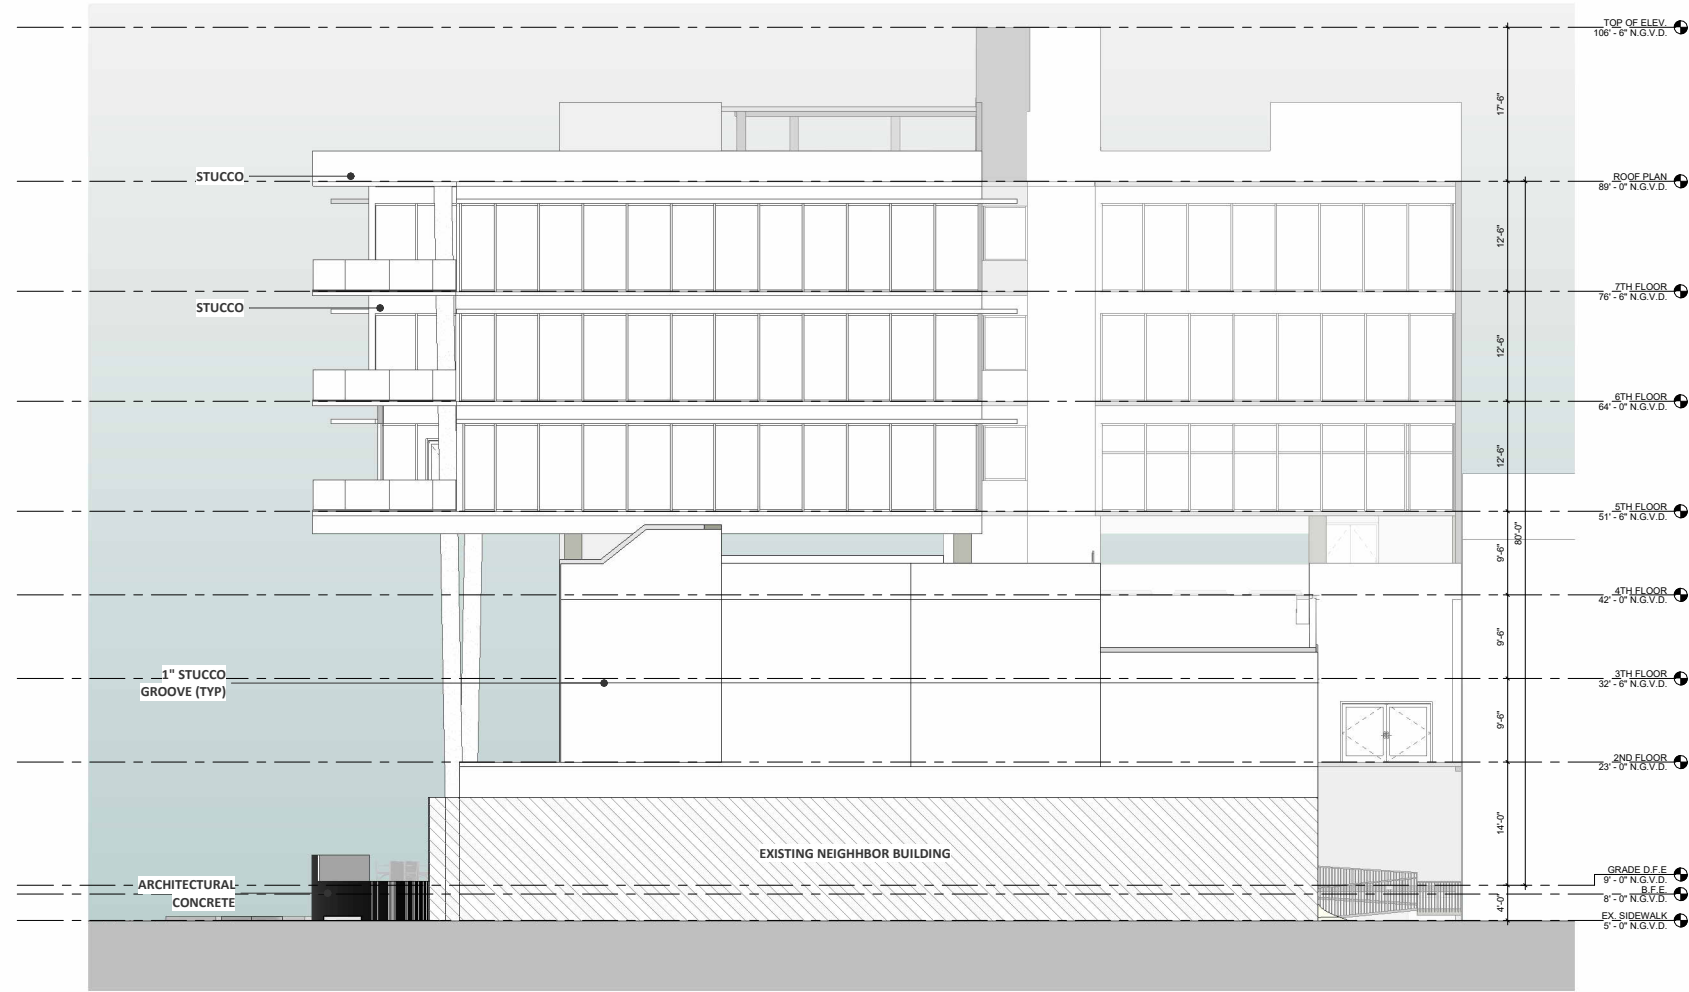 TOP OF ELEV.
106' - 6" N.G.V.D.
17'-6"
STUCCO
ROOF PLAN
89' - 0" N.G.V.D.
12'-6"
7TH FLOOR
76' - 6" N.G.V.D.
STUCCO
12'-6"
6TH FLOOR
64' - 0" N.G.V.D.
12'-6"
5TH FLOOR
51' - 6" N.G.V.D.
80'-0"
9'-6"
4TH FLOOR
42' - 0" N.G.V.D.
9'-6"
1" STUCCO
GROOVE (TYP)
3TH FLOOR
32' - 6" N.G.V.D.
9'-6"
2ND FLOOR
23' - 0" N.G.V.D.
14'-0"
EXISTING NEIGHHBOR BUILDING
GRADE D.F.E
9' - 0" N.G.V.D.
ARCHITECTURAL
CONCRETE
B.F.E.
8' - 0" N.G.V.D.
4'-0"
EX. SIDEWALK
5' - 0" N.G.V.D.